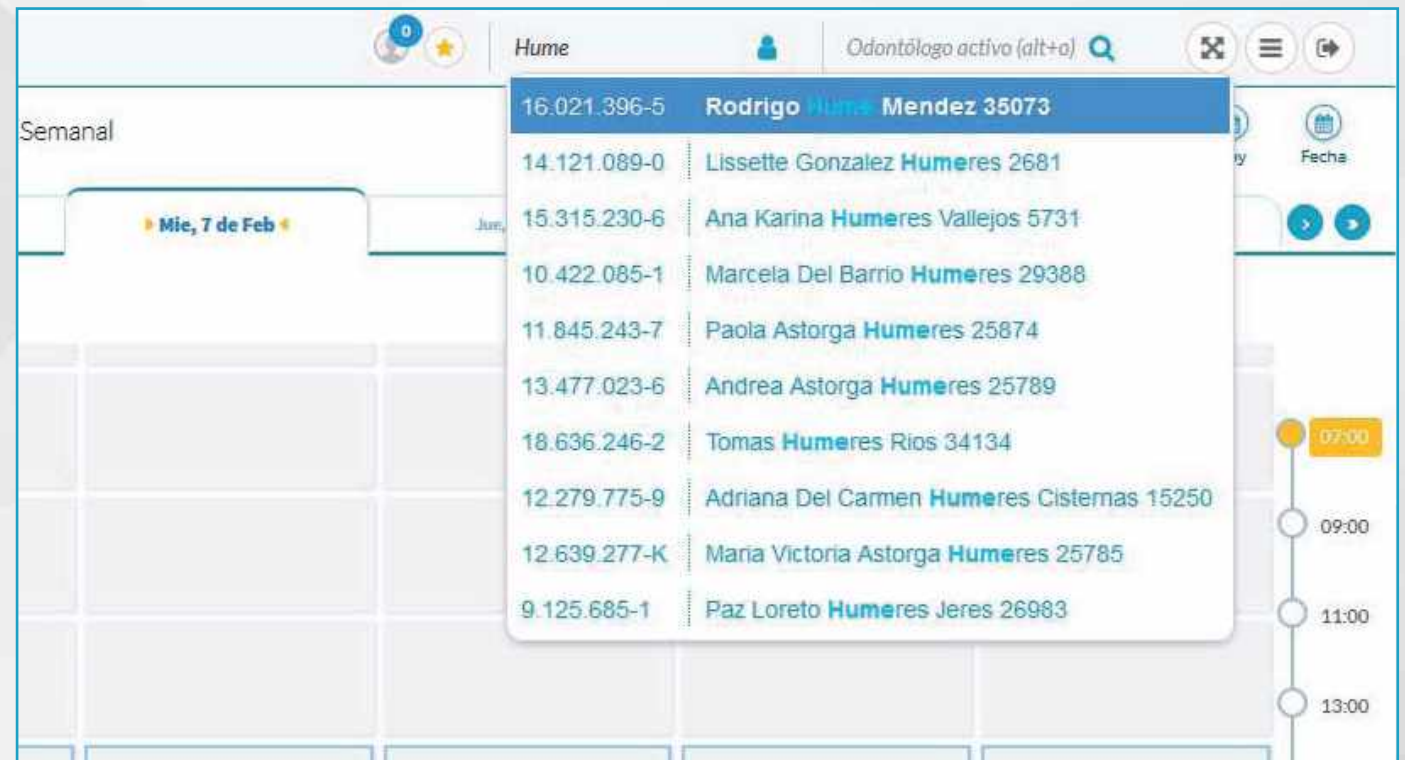 0
Hume
Odontólogo activo (alt+o)
16.021.396-5 Rodrigo Hume Mendez 35073
Semanal
Fecha
14.121.089-0 Lissette Gonzalez Humeres 2681
Mie, 7 de Feb
15.315.230-6 Ana Karina Humeres Vallejos 5731
10.422.085-1 Marcela Del Barrio Humeres 29388
11.845.243-7 Paola Astorga Humeres 25874
13.477.023-6 Andrea Astorga Humeres 25789
18.636.246-2 Tomas Humeres Rios 34134
07:00
12.279.775-9 Adriana Del Carmen Humeres Cisternas 15250
09:00
12.639.277-K Maria Victoria Astorga Humeres 25785
9.125.685-1 Paz Loreto Humeres Jeres 26983
11:00
13:00